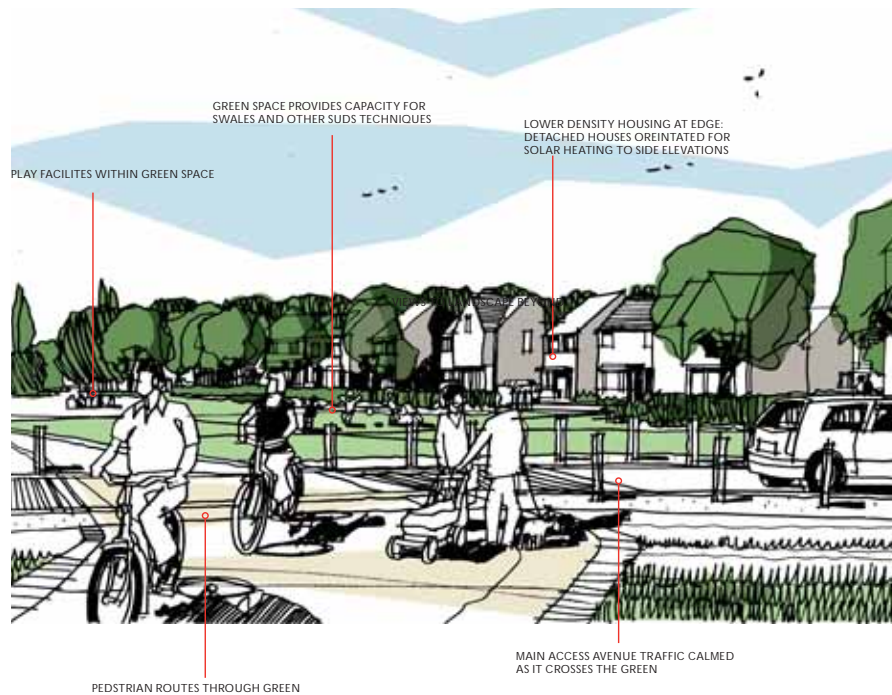 GREEN SPACE PROVIDES CAPACITY FOR
SWALES AND OTHER SUDS TECHNIQUES
LOWER DENSITY HOUSING AT EDGE:
DETACHED HOUSES OREINTATED FOR
SOLAR HEATING TO SIDE ELEVATIONS
PLAY FACILITES WITHIN GREEN SPACE
VIEWS
MAIN ACCESS AVENUE TRAFFIC CALMED
AS IT CROSSES THE GREEN
PEDSTRIAN ROUTES THROUGH GREEN